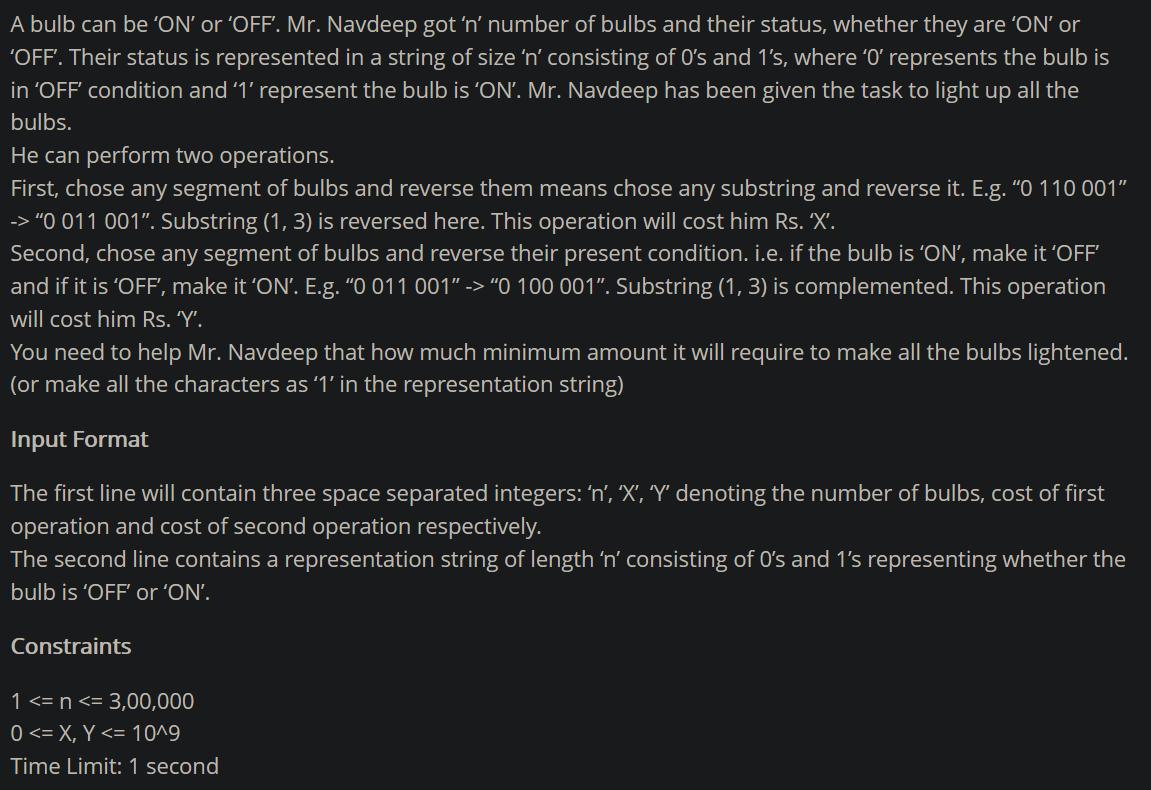 A bulb can be ‘ON’ or ‘OFF’. Mr. Navdeep got ‘n’ number of bulbs and their status, whether they are ‘ON’ or
‘OFF’. Their status is represented in a string of size ‘n’ consisting of 0’s and 1’s, where ‘0’ represents the bulb is
in ‘OFF’ condition and ‘1’ represent the bulb is ‘ON’. Mr. Navdeep has been given the task to light up all the
bulbs.
He can perform two operations.
First, chose any segment of bulbs and reverse them means chose any substring and reverse it. E.g. “0 110 001”
-> “0 011 001”. Substring (1, 3) is reversed here. This operation will cost him Rs. ‘X’.
Second, chose any segment of bulbs and reverse their present condition. i.e. if the bulb is ‘ON’, make it ‘OFF’
and if it is ‘OFF’, make it ‘ON’. E.g. “0 011 001” -> “0 100 001”. Substring (1, 3) is complemented. This operation
will cost him Rs. ‘Y’.
You need to help Mr. Navdeep that how much minimum amount it will require to make all the bulbs lightened.
(or make all the characters as ‘1’ in the representation string)
Input Format
The first line will contain three space separated integers: ‘n’, ‘X’, ‘Y’ denoting the number of bulbs, cost of first
operation and cost of second operation respectively.
The second line contains a representation string of length ‘n’ consisting of 0’s and 1’s representing whether the
bulb is ‘OFF’ or ‘ON’.
Constraints
1 <= n <= 3,00,000
0 <= X, Y <= 10^9
Time Limit: 1 second